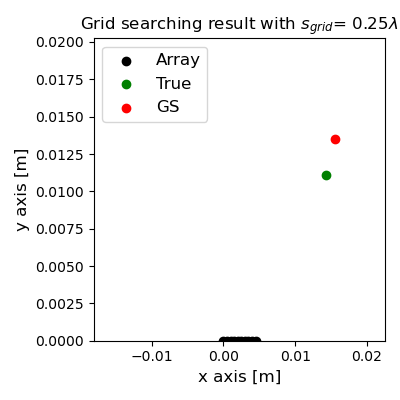 Grid searching result with s_grid= 0.25λ
Array
True
GS
0.0200
0.0175
0.0150
0.0125
0.0100
0.0075
0.0050
0.0025
0.0000
y axis [m]
−0.01 0.00 0.01 0.02
x axis [m]